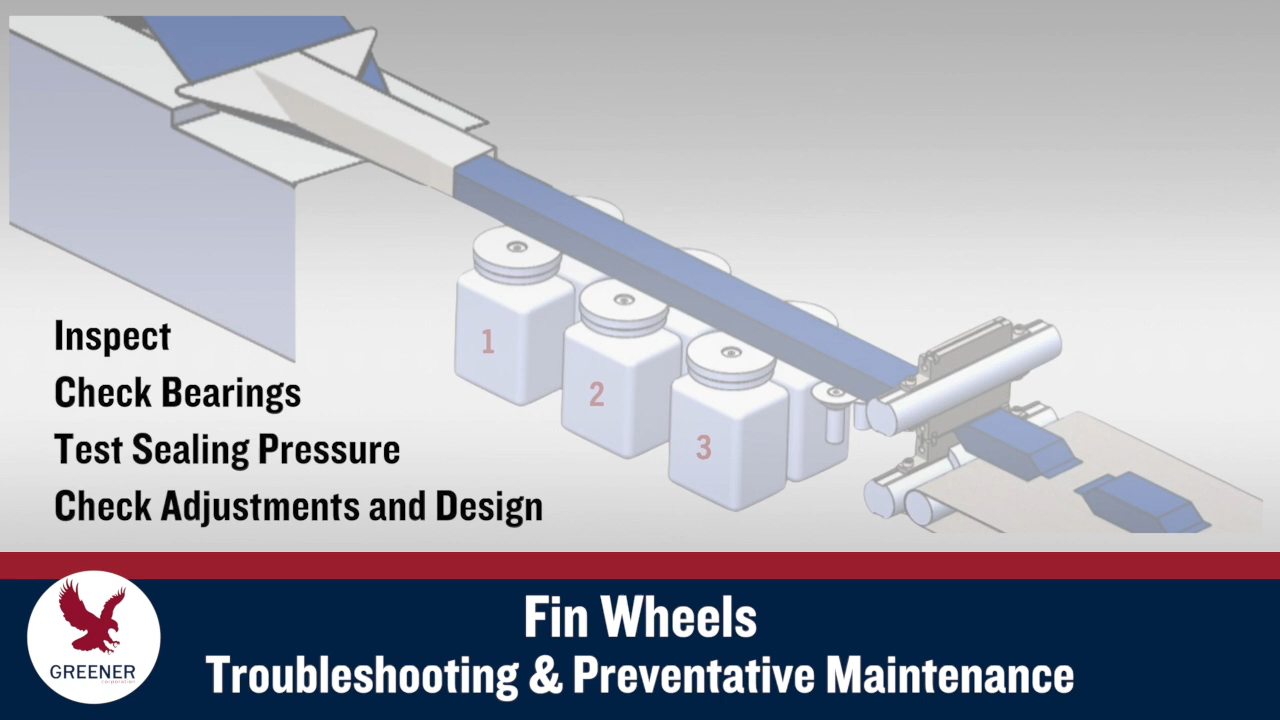 1
2
3
Inspect
Check Bearings
Test Sealing Pressure
Check Adjustments and Design
Fin Wheels
Troubleshooting & Preventative Maintenance
GREENER
corporation